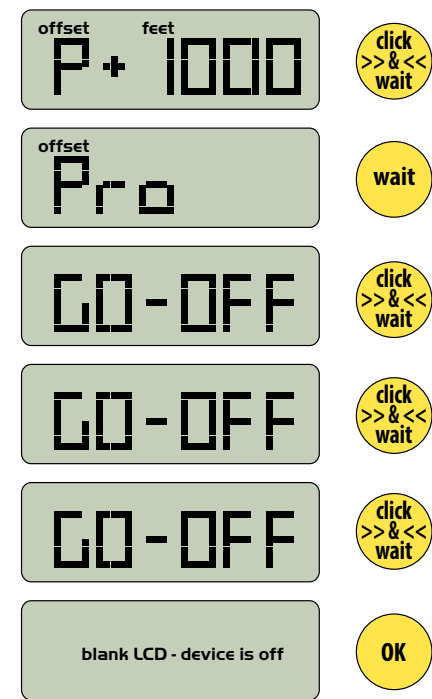 offset feet
P+ 1000
click
>> & <<
wait
offset
Pro
wait
GO-OFF
click
>> & <<
wait
GO-OFF
click
>> & <<
wait
GO-OFF
click
>> & <<
wait
blank LCD - device is off
OK